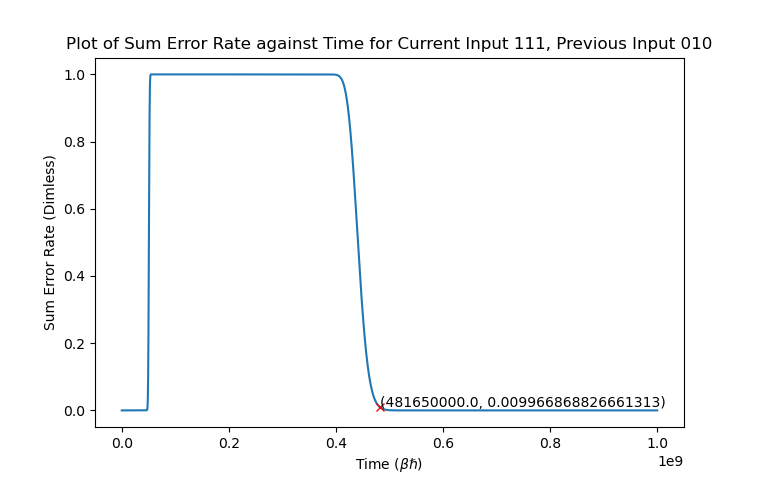 Plot of Sum Error Rate against Time for Current Input 111, Previous Input 010
Sum Error Rate (Dimless)
1.0
0.8
0.6
0.4
0.2
0.0
(481650000.0, 0.009966868826661313)
0.0 0.2 0.4 0.6 0.8 1.0
1e9
Time (βħ)